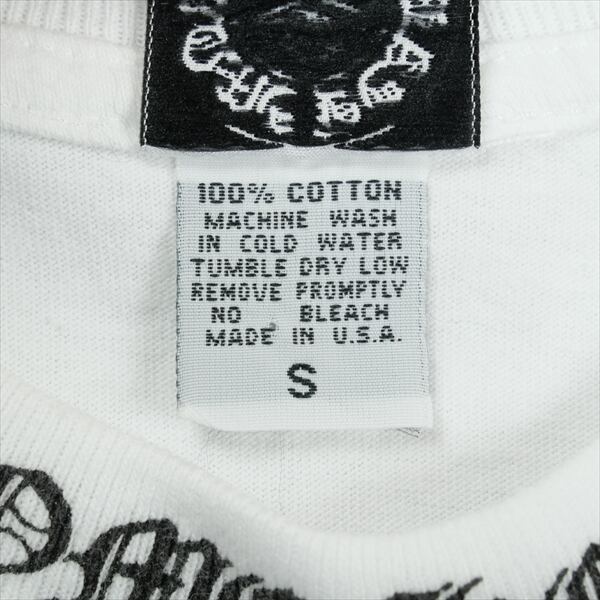 100% COTTON
MACHINE WASH
IN COLD WATER
TUMBLE DRY LOW
REMOVE PROMPTLY
NO BLEACH
MADE IN U.S.A.
S